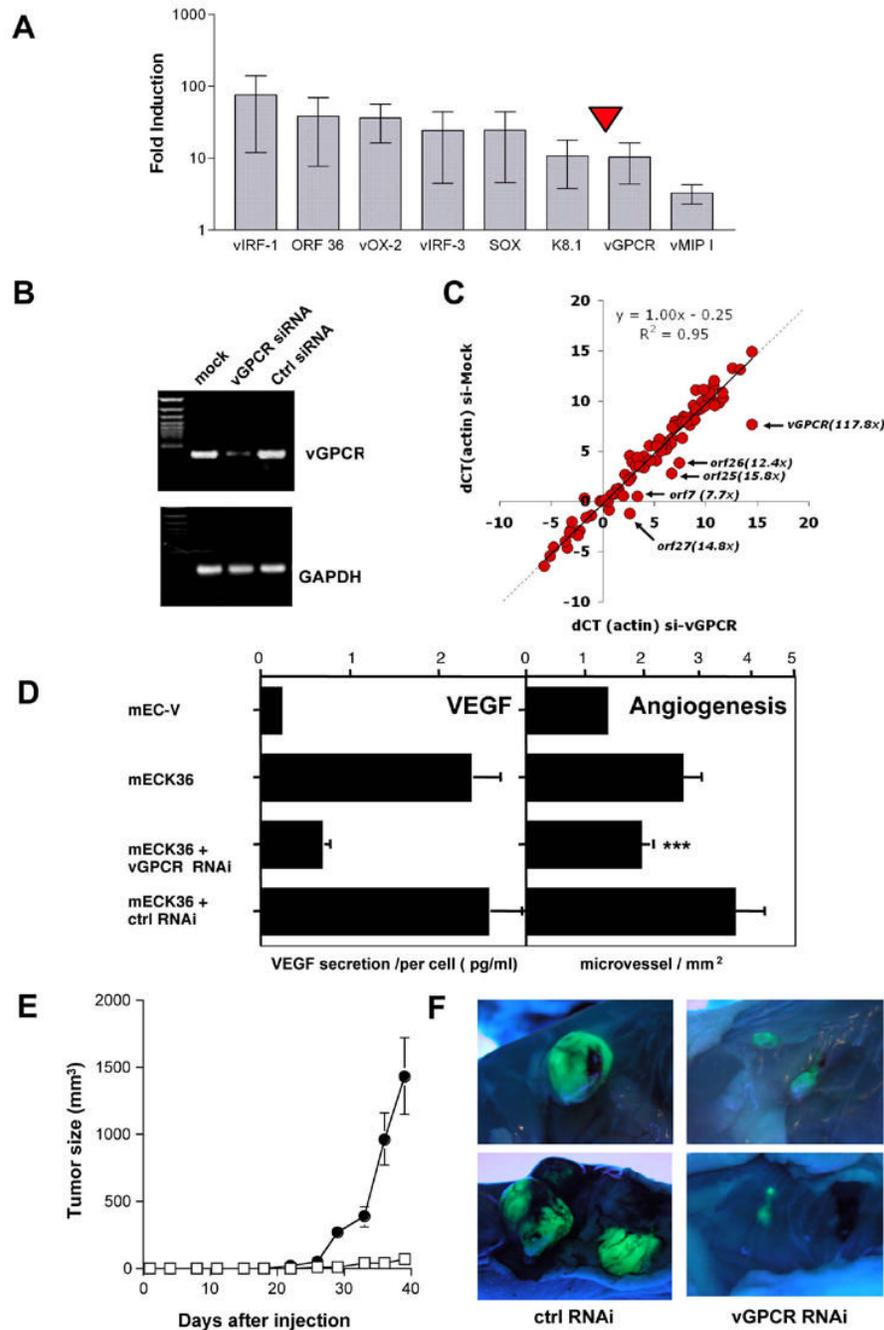 A
1000
100
10
1
Fold Induction
vIRF-1 ORF 36 vOX-2 vIRF-3 SOX K8.1 vGPCR vMIP I
B
mock
vGPCR siRNA
Ctrl siRNA
vGPCR
GAPDH
C
20
15
10
5
0
-5
-10
-10 -5 0 5 10 15 20
y = 1.00x - 0.25
R² = 0.95
dCT(actin) si-Mock
vGPCR(117.8x)
orf26(12.4x)
orf25(15.8x)
orf7 (7.7x)
orf27(14.8x)
dCT (actin) si-vGPCR
D
0 1 2 0 1 2 3 4 5
VEGF Angiogenesis
mEC-V
mECK36
mECK36 +
vGPCR RNAi
***
mECK36 +
ctrl RNAi
VEGF secretion /per cell ( pg/ml) microvessel / mm²
E
2000
1500
1000
500
0
Tumor size (mm³)
0 10 20 30 40
Days after injection
F
ctrl RNAi vGPCR RNAi